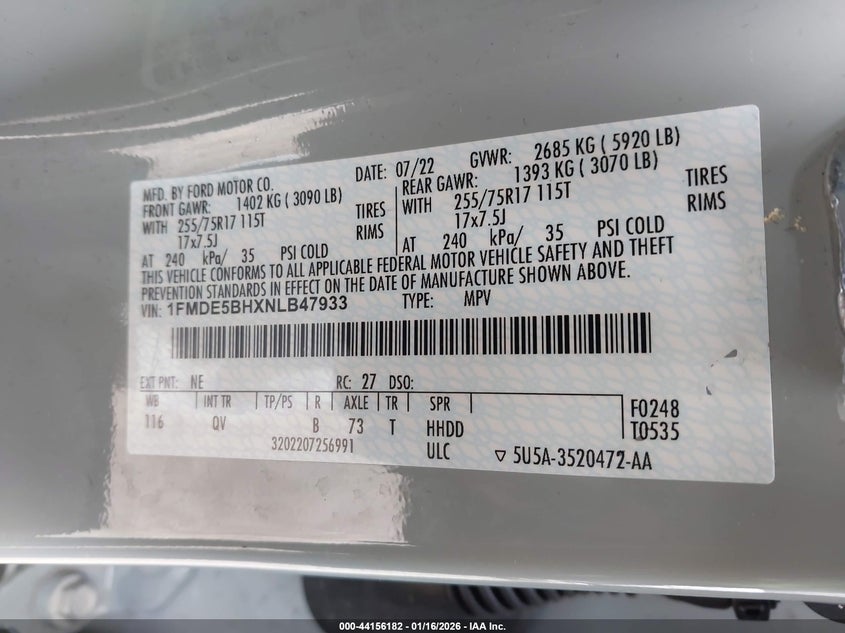 MFD. BY FORD MOTOR CO.
DATE: 07/22 GVWR: 2685 KG ( 5920 LB)
FRONT GAWR: 1402 KG ( 3090 LB)
WITH 255/75R17 115T TIRES
17x7.5J RIMS
AT 240 kPa/ 35 PSI COLD
REAR GAWR: 1393 KG ( 3070 LB)
WITH 255/75R17 115T TIRES
17x7.5J RIMS
AT 240 kPa/ 35 PSI COLD
THIS VEHICLE CONFORMS TO ALL APPLICABLE FEDERAL MOTOR VEHICLE SAFETY AND THEFT
PREVENTION STANDARDS IN EFFECT ON THE DATE OF MANUFACTURE SHOWN ABOVE.
VIN: 1FMDE5BHXNLB47933 TYPE: MPV
EXT PNT: NE RC: 27 DSO:
WB INT TR TP/PS R AXLE TR SPR
116 QV B 73 T HHDD
F0248
T0535
3202207256991 ULC ▽ 5U5A-3520472-AA
000-44156182 - 01/16/2026 - IAA Inc.